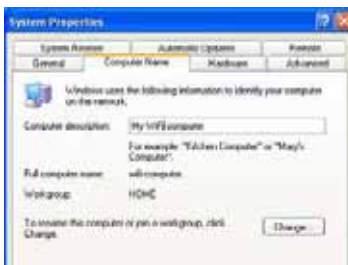 System Properties
System Restore Automatic Updates Remote
General Computer Name Hardware Advanced
Windows uses the following information to identify your computer
on the network.
Computer description: My WiFi computer
For example: "Kitchen Computer" or "Mary's
Computer".
Full computer name: wifi-computer.
Workgroup: HOME
To rename this computer or join a workgroup, click
Change.
Change...